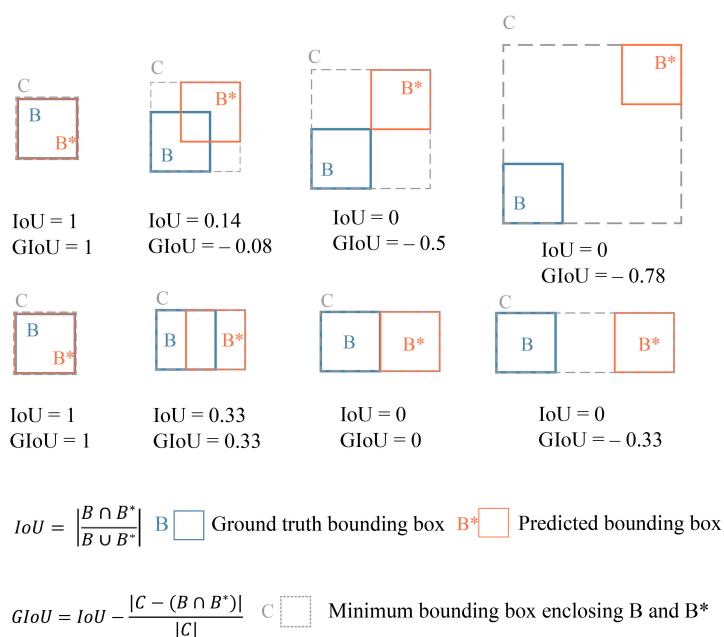 C
B
B*
IoU = 1
GIoU = 1
C
B*
B
IoU = 0.14
GIoU = – 0.08
C
B*
B
IoU = 0
GIoU = – 0.5
C
B*
B
IoU = 0
GIoU = – 0.78
C
B
B*
IoU = 1
GIoU = 1
C
B B*
IoU = 0.33
GIoU = 0.33
C
B B*
IoU = 0
GIoU = 0
C
B B*
IoU = 0
GIoU = – 0.33
IoU = |B ∩ B* / B ∪ B*| B Ground truth bounding box B* Predicted bounding box
GIoU = IoU − |C − (B ∩ B*)| / |C| C Minimum bounding box enclosing B and B*